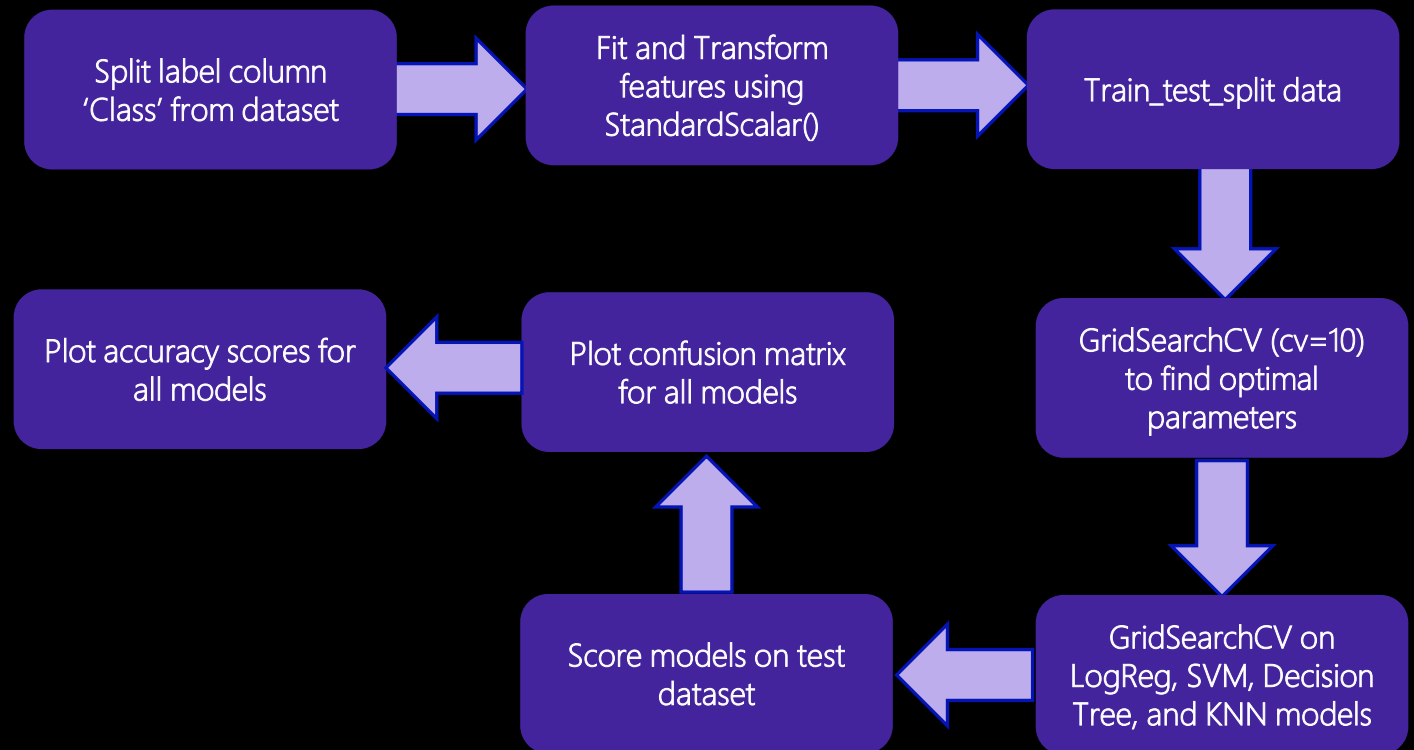 Split label column
‘Class’ from dataset
Fit and Transform
features using
StandardScalar()
Train_test_split data
GridSearchCV (cv=10)
to find optimal
parameters
GridSearchCV on
LogReg, SVM, Decision
Tree, and KNN models
Score models on test
dataset
Plot confusion matrix
for all models
Plot accuracy scores for
all models